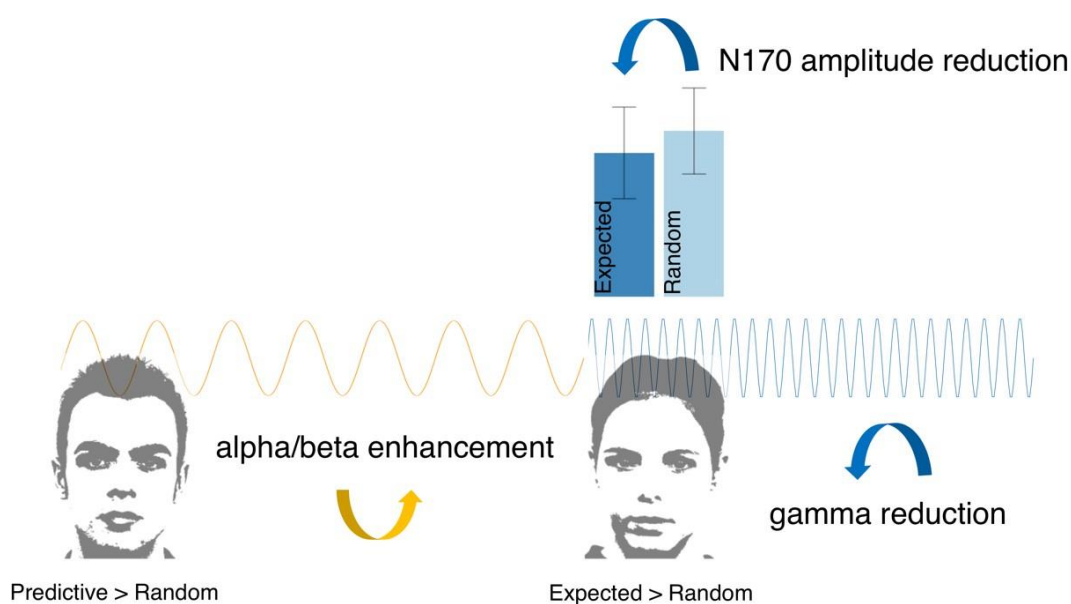 N170 amplitude reduction
Expected
Random
alpha/beta enhancement
gamma reduction
Predictive > Random
Expected > Random